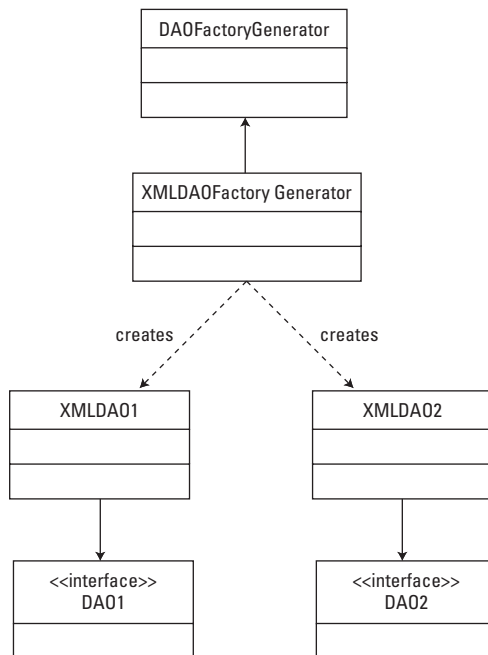 DAOFactoryGenerator
XMLDAOFactory Generator
creates
creates
XMLDAO1
XMLDAO2
<<interface>>
DAO1
<<interface>>
DAO2